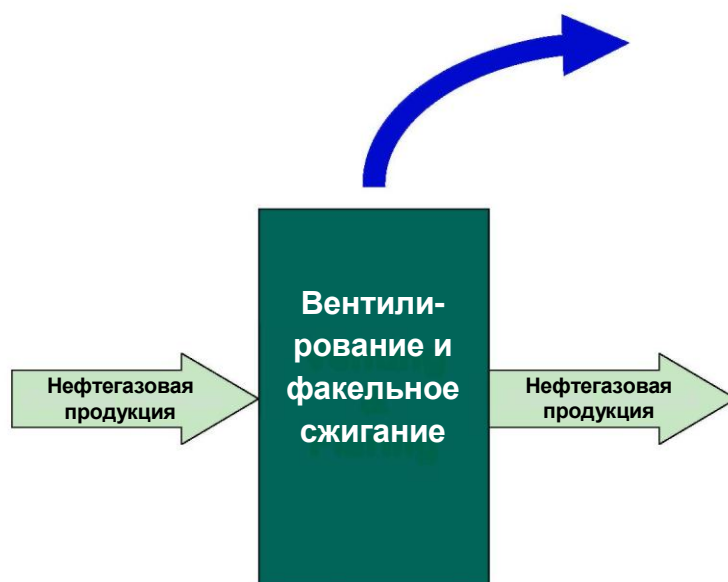 Вентили-
рование и
факельное
сжигание
Нефтегазовая
продукция
Нефтегазовая
продукция